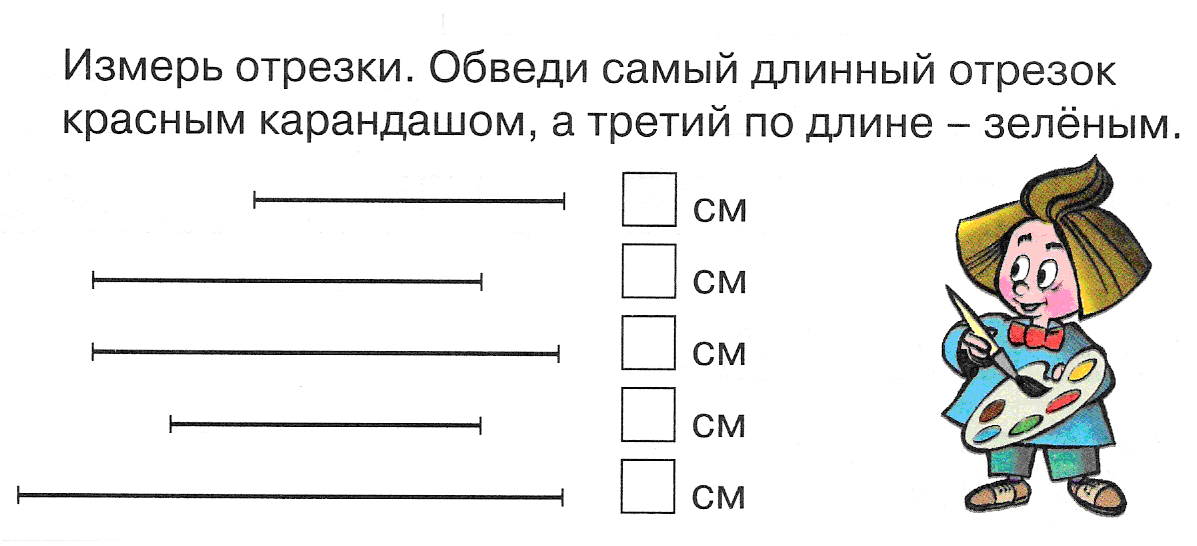 Измерь отрезки. Обведи самый длинный отрезок
красным карандашом, а третий по длине – зелёным.
см
см
см
см
см